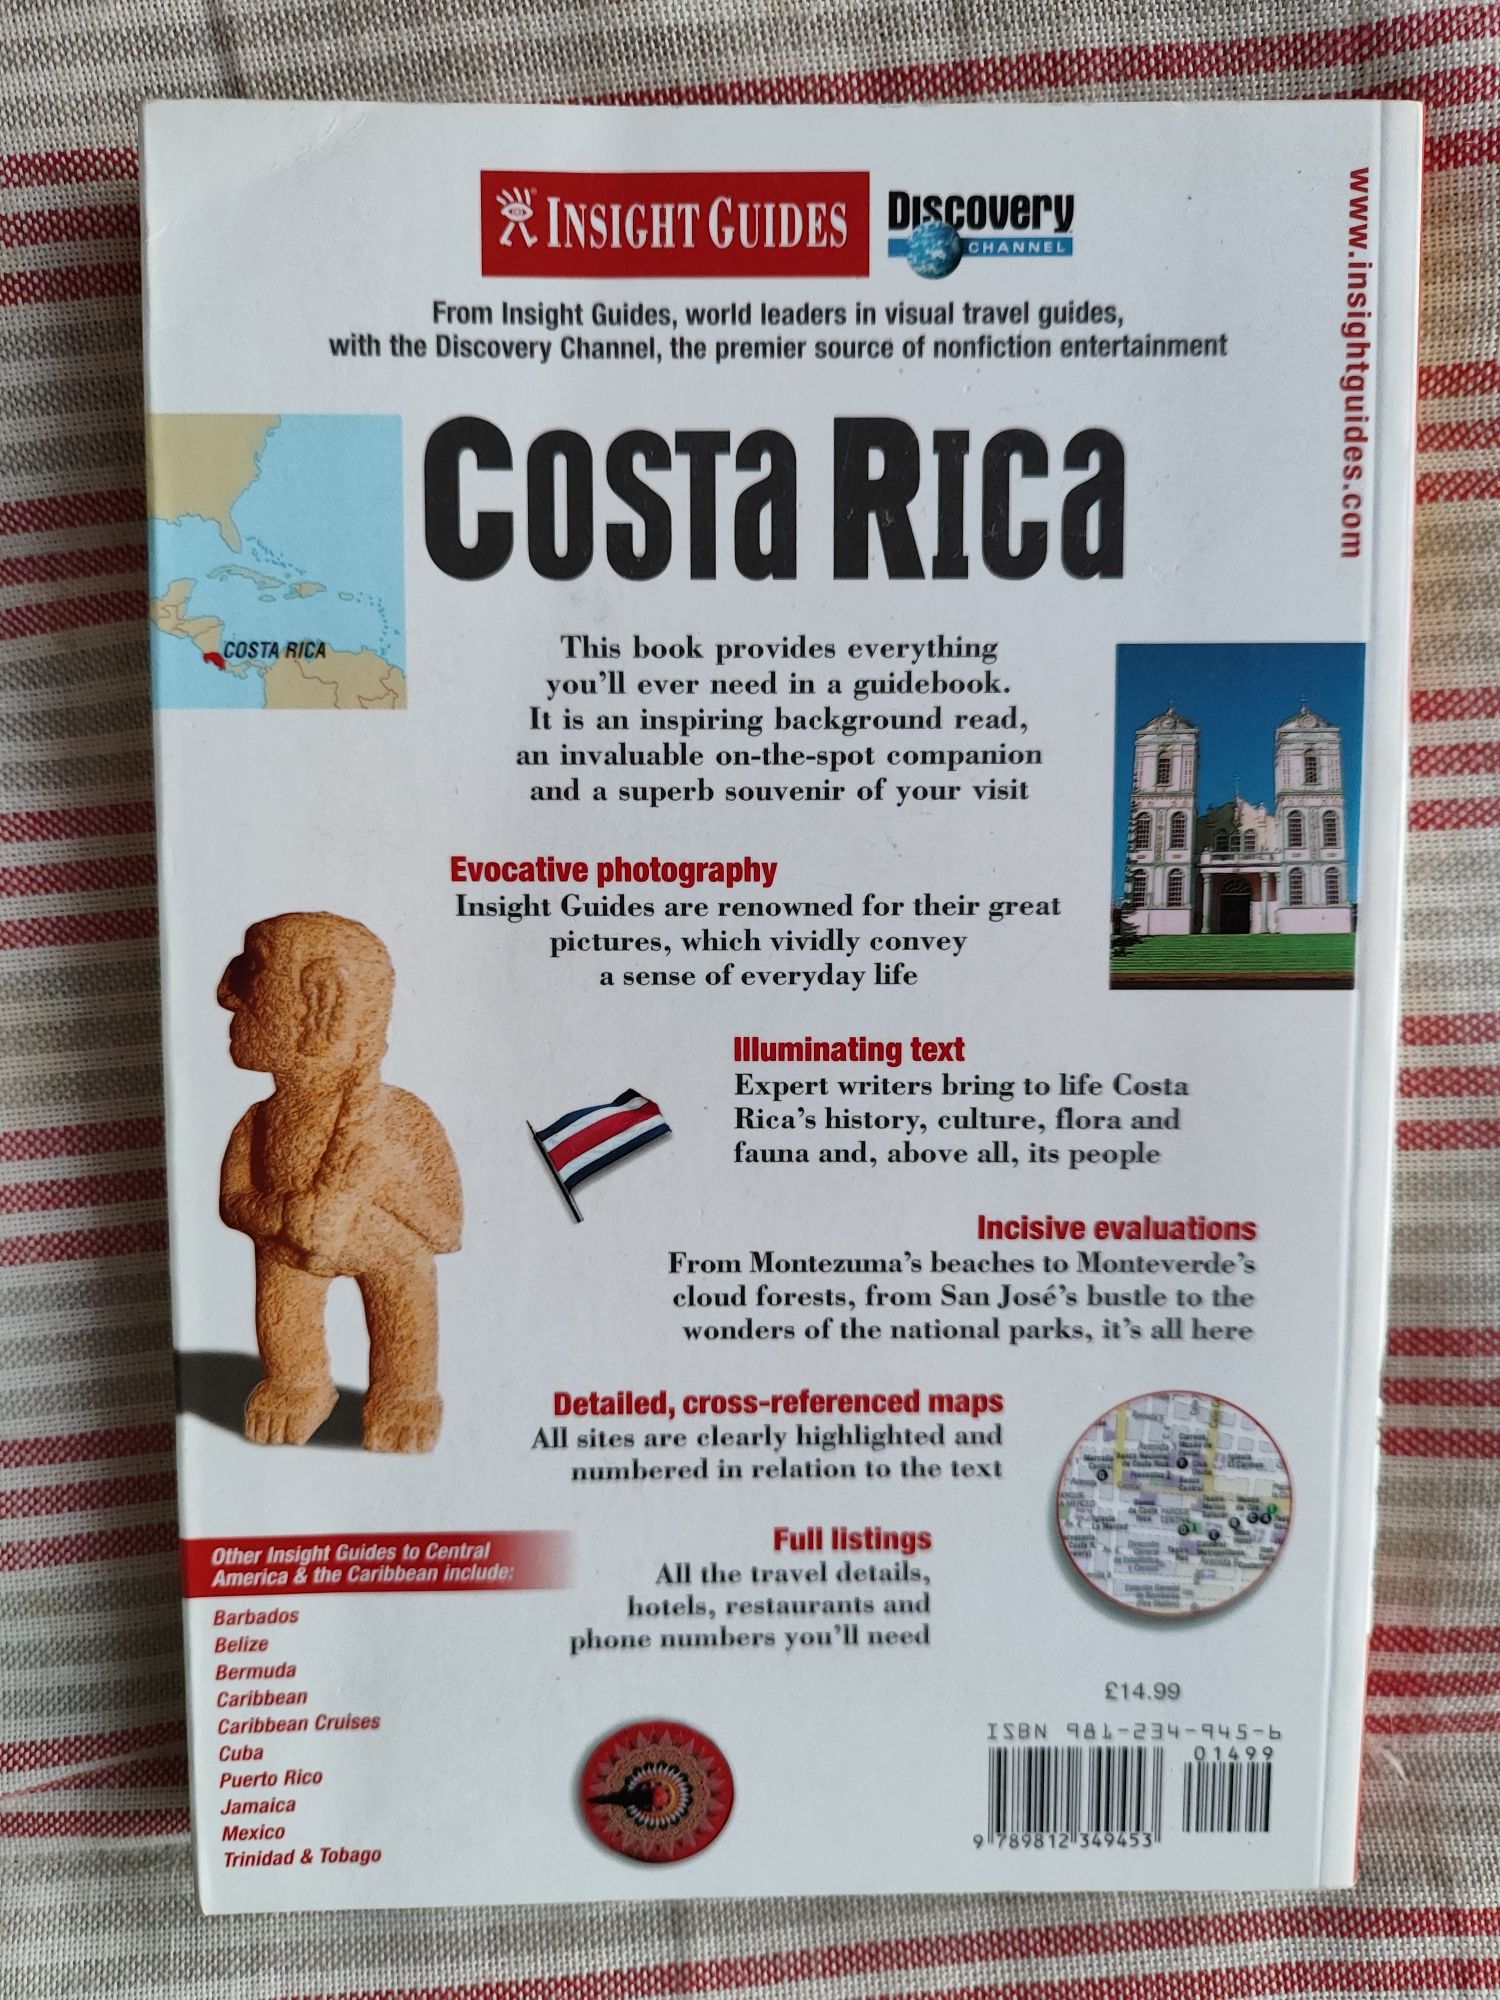 INSIGHT GUIDES
Discovery
CHANNEL
www.insightguides.com
From Insight Guides, world leaders in visual travel guides,
with the Discovery Channel, the premier source of nonfiction entertainment
COSTA RICA
COSTA RICA
This book provides everything
you'll ever need in a guidebook.
It is an inspiring background read,
an invaluable on-the-spot companion
and a superb souvenir of your visit
Evocative photography
Insight Guides are renowned for their great
pictures, which vividly convey
a sense of everyday life
Illuminating text
Expert writers bring to life Costa
Rica's history, culture, flora and
fauna and, above all, its people
Incisive evaluations
From Montezuma's beaches to Monteverde's
cloud forests, from San José's bustle to the
wonders of the national parks, it's all here
Detailed, cross-referenced maps
All sites are clearly highlighted and
numbered in relation to the text
Full listings
All the travel details,
hotels, restaurants and
phone numbers you'll need
Other Insight Guides to Central
America & the Caribbean include:
Barbados
Belize
Bermuda
Caribbean
Caribbean Cruises
Cuba
Puerto Rico
Jamaica
Mexico
Trinidad & Tobago
£14.99
ISBN 981-234-945-6
01499
9 789812 349453